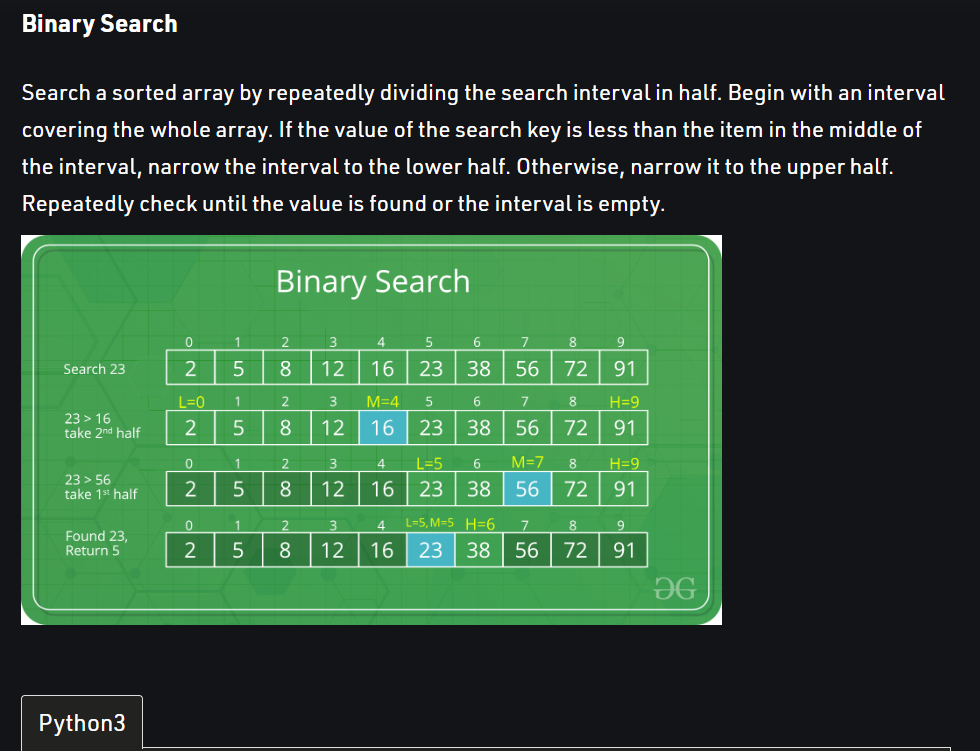 Binary Search
Search a sorted array by repeatedly dividing the search interval in half. Begin with an interval
covering the whole array. If the value of the search key is less than the item in the middle of
the interval, narrow the interval to the lower half. Otherwise, narrow it to the upper half.
Repeatedly check until the value is found or the interval is empty.
Binary Search
0 1 2 3 4 5 6 7 8 9
Search 23 2 5 8 12 16 23 38 56 72 91
L=0 1 2 3 M=4 5 6 7 8 H=9
23 > 16
take 2nd half 2 5 8 12 16 23 38 56 72 91
0 1 2 3 4 L=5 6 M=7 8 H=9
23 > 56
take 1st half 2 5 8 12 16 23 38 56 72 91
0 1 2 3 4 L=5, M=5 H=6 7 8 9
Found 23,
Return 5 2 5 8 12 16 23 38 56 72 91
Python3